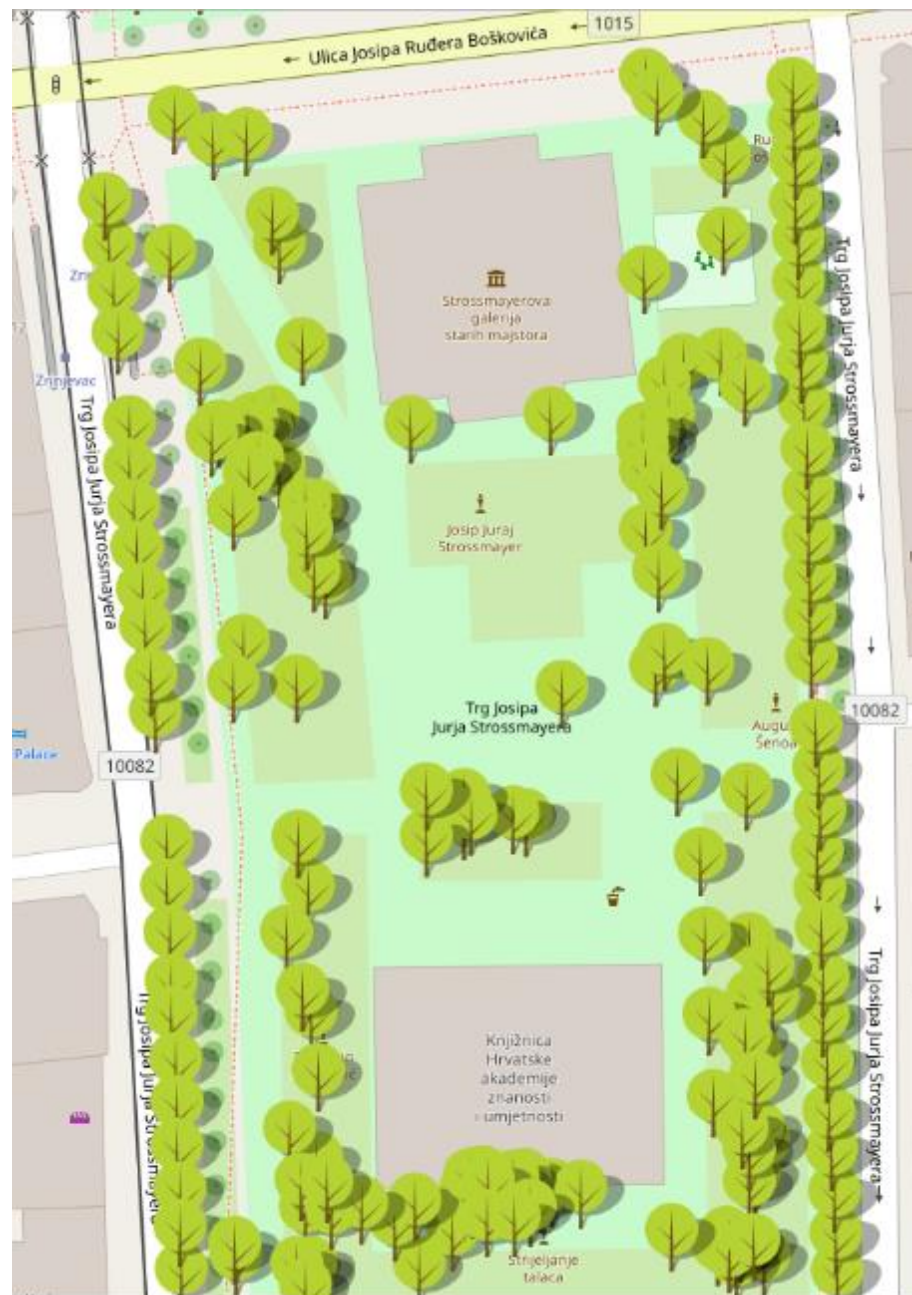 1015
Ulica Josipa Ruđera Boškovića
Strossmayerova
galerija
starih majstora
Trg Josipa Jurja Strossmayera
Zrinjevac
Trg Josipa Jurja Strossmayera
Josip Juraj
Strossmayer
Trg Josipa
Jurja Strossmayera
10082
Palace
10082
Šenoa
Trg Josipa Jurja Strossmayera
Trg Josipa Jurja Strossmayera
Knjižnica
Hrvatske
akademije
znanosti
i umjetnosti
Strijeljanje
talaca